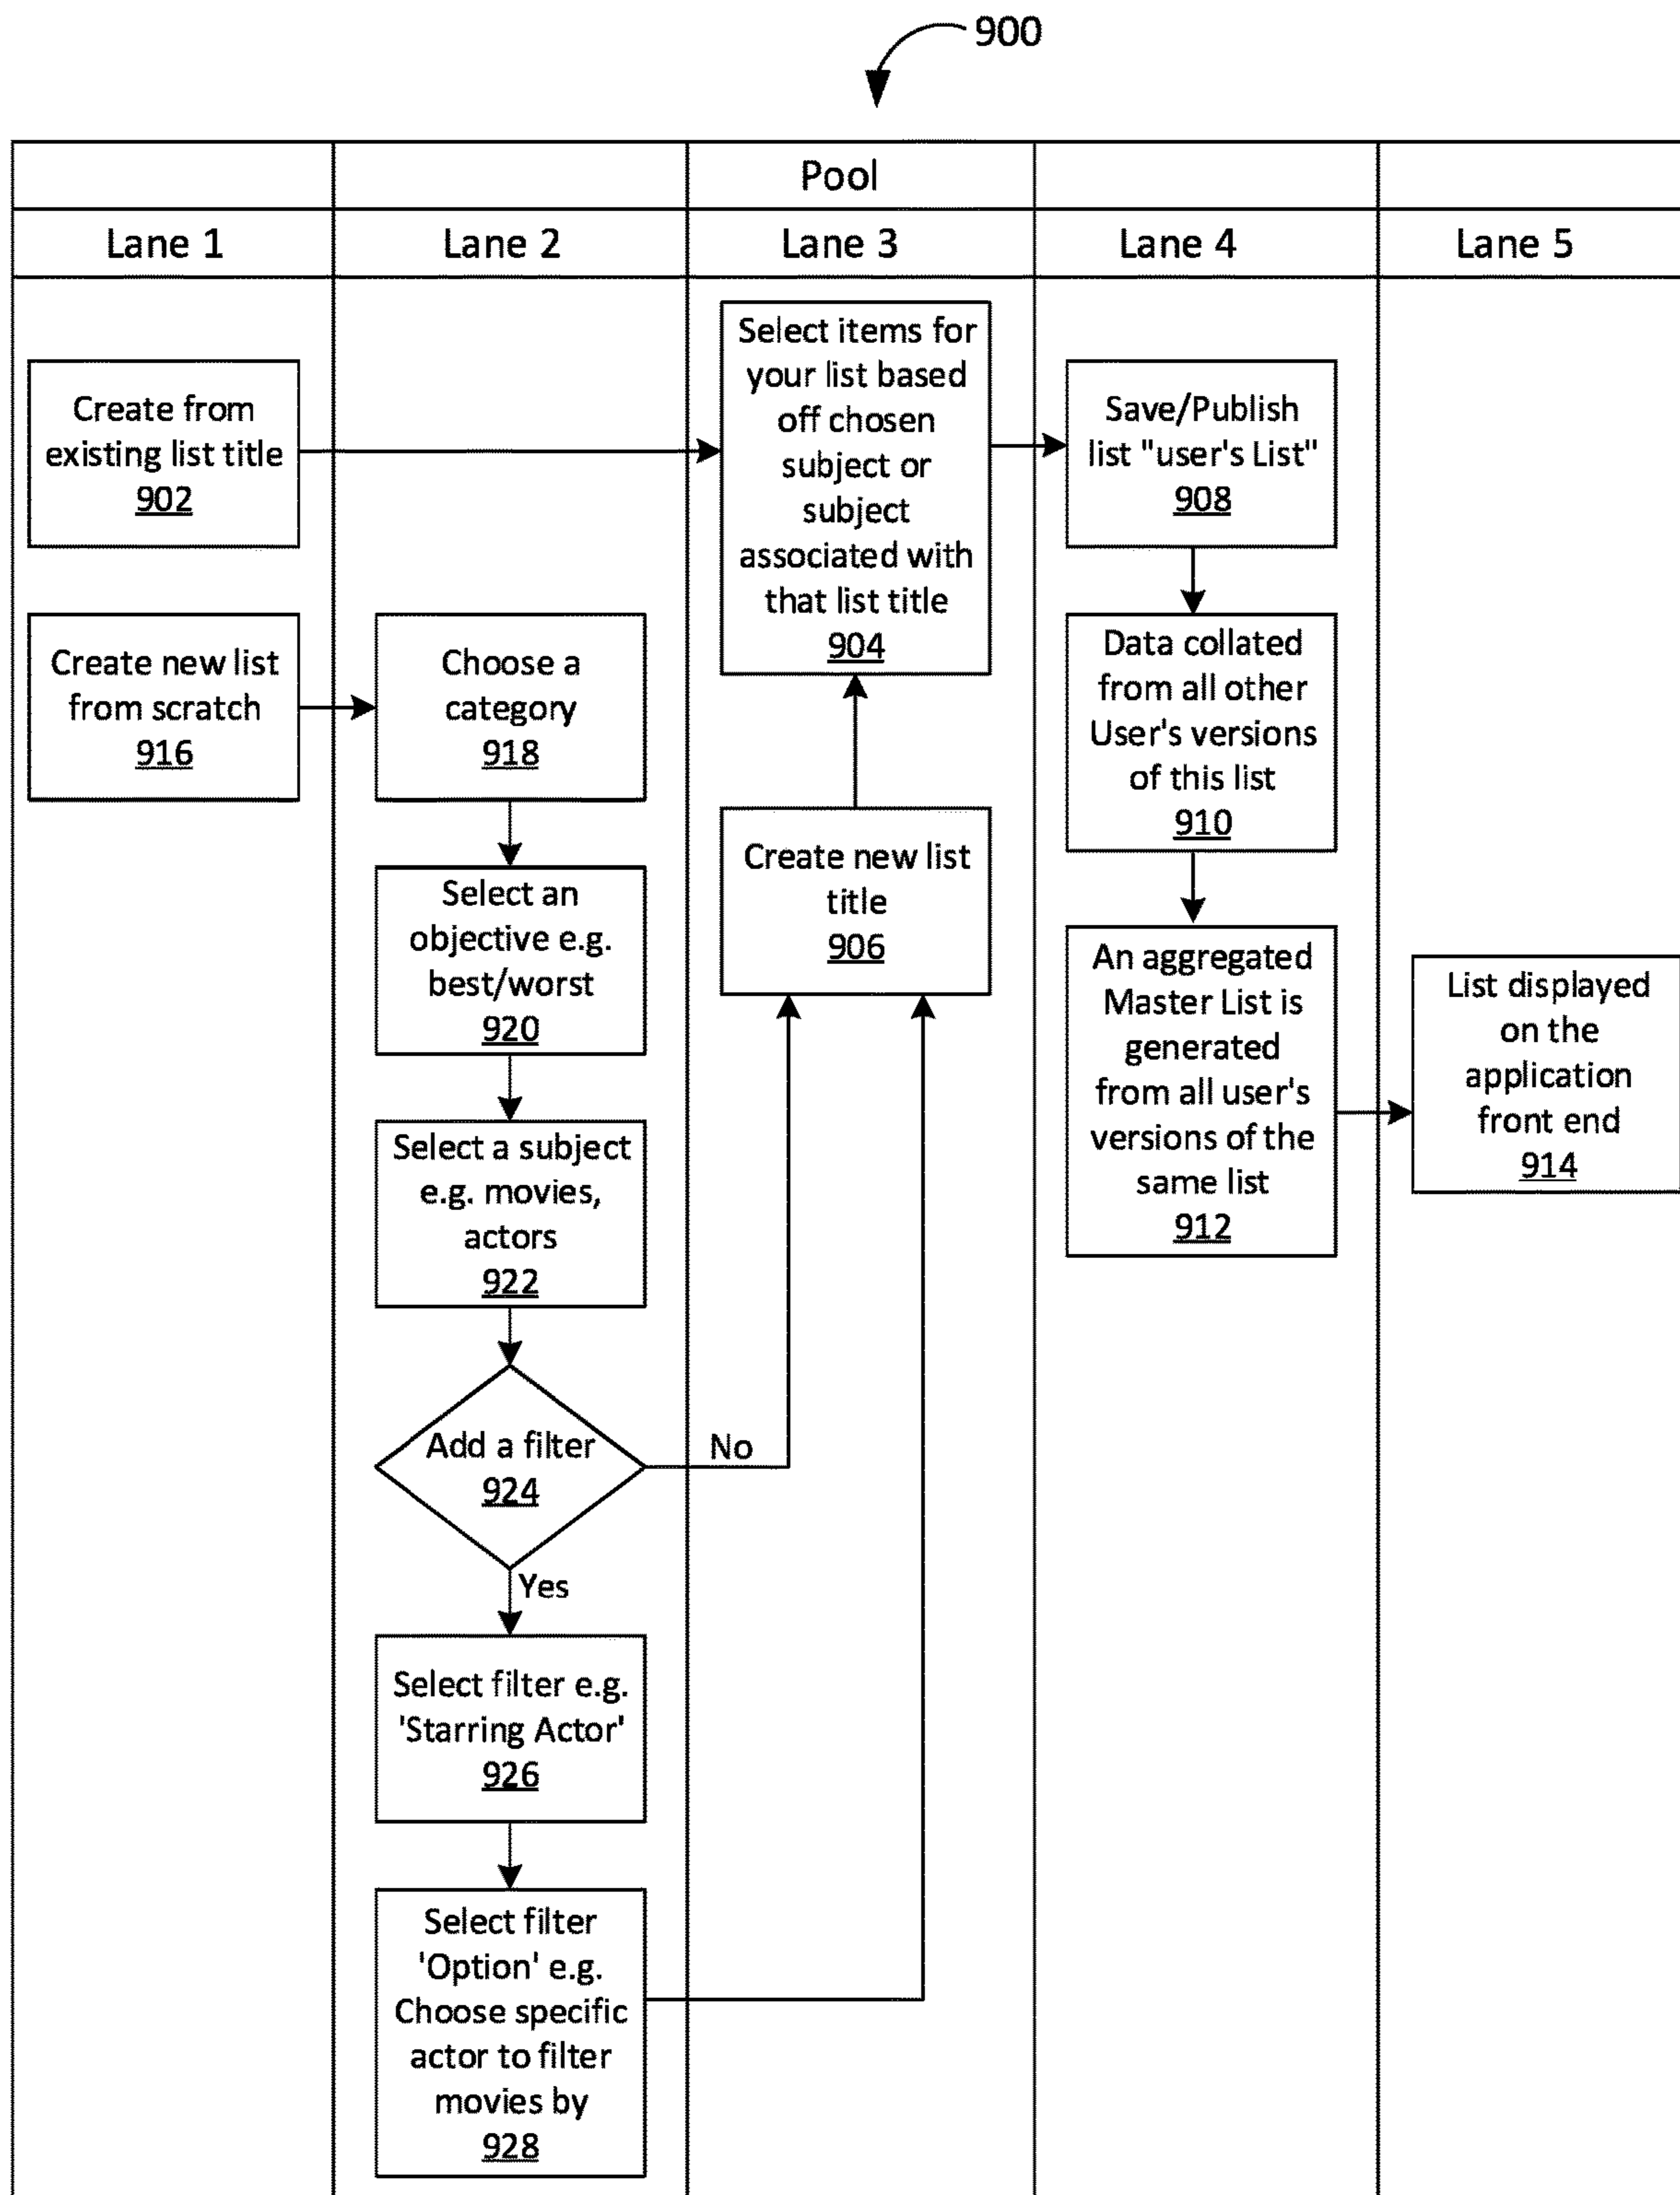 900
Pool
Lane 1
Lane 2
Lane 3
Lane 4
Lane 5
Create from
existing list title
902
Create new list
from scratch
916
Choose a
category
918
Select an
objective e.g.
best/worst
920
Select a subject
e.g. movies,
actors
922
Add a filter
924
No
Yes
Select filter e.g.
'Starring Actor'
926
Select filter
'Option' e.g.
Choose specific
actor to filter
movies by
928
Select items for
your list based
off chosen
subject or
subject
associated with
that list title
904
Create new list
title
906
Save/Publish
list "user's List"
908
Data collated
from all other
User's versions
of this list
910
An aggregated
Master List is
generated
from all user's
versions of the
same list
912
List displayed
on the
application
front end
914